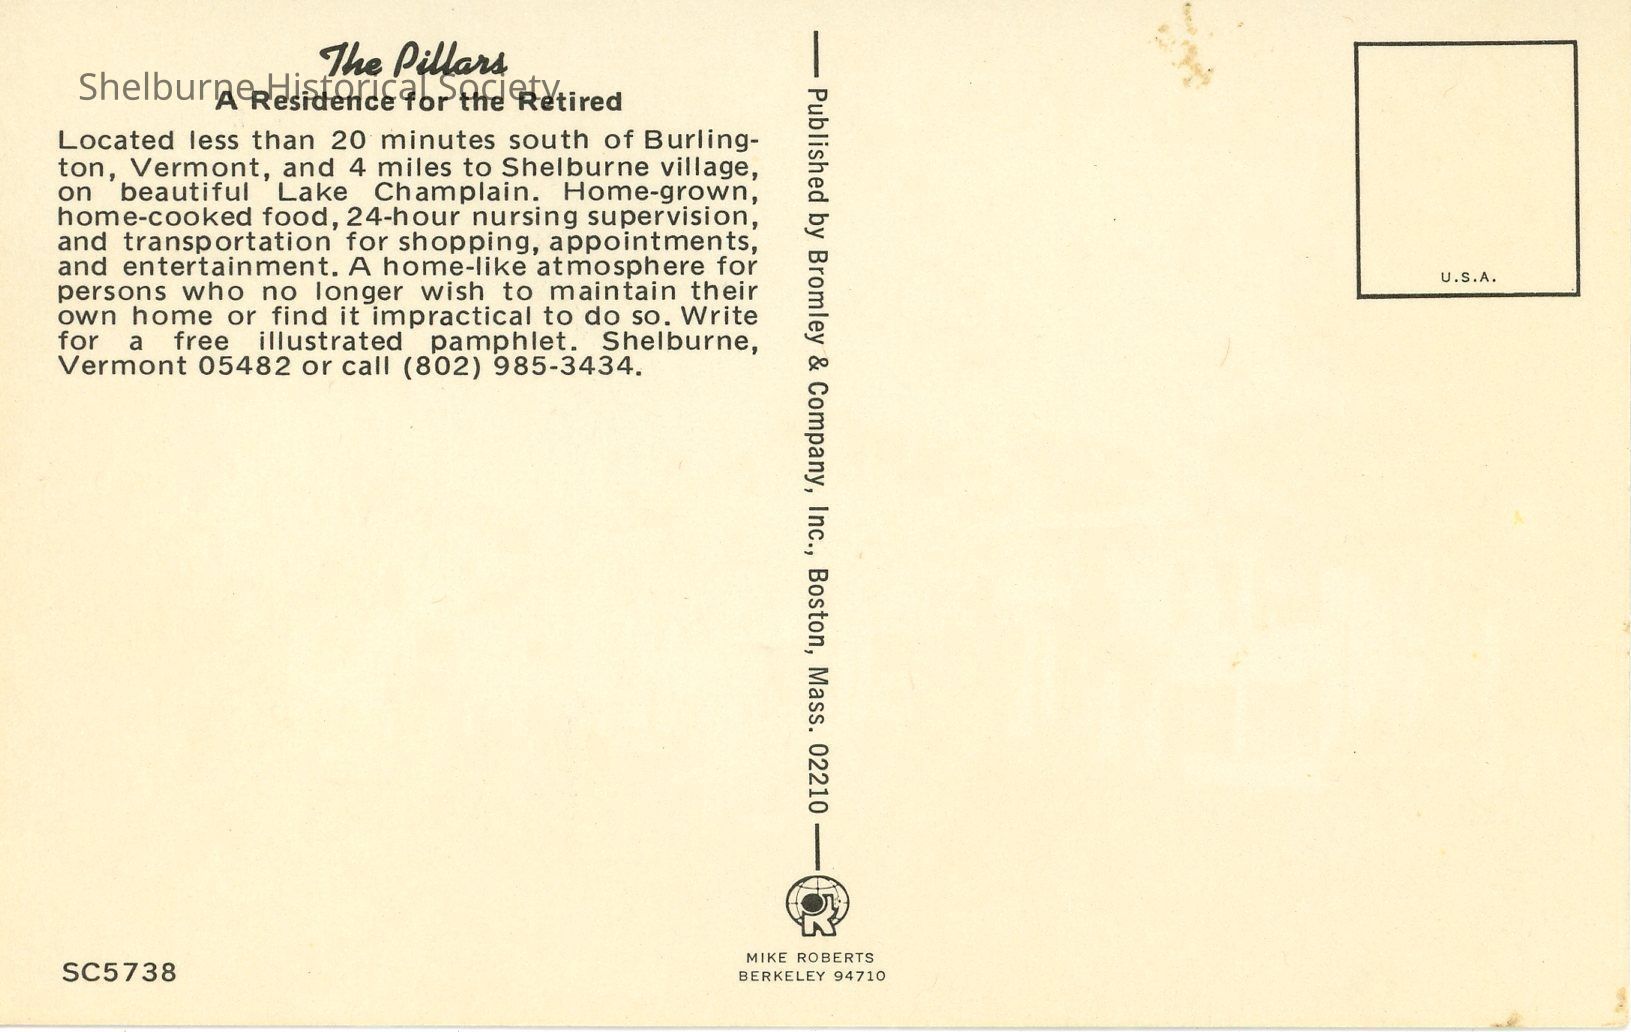 The Pillars
Shelburne Historical Society
A Residence for the Retired
Located less than 20 minutes south of Burling-
ton, Vermont, and 4 miles to Shelburne village,
on beautiful Lake Champlain. Home-grown,
home-cooked food, 24-hour nursing supervision,
and transportation for shopping, appointments,
and entertainment. A home-like atmosphere for
persons who no longer wish to maintain their
own home or find it impractical to do so. Write
for a free illustrated pamphlet. Shelburne,
Vermont 05482 or call (802) 985-3434.
SC5738
Published by Bromley & Company, Inc., Boston, Mass. 02210
MIKE ROBERTS
BERKELEY 94710
U.S.A.